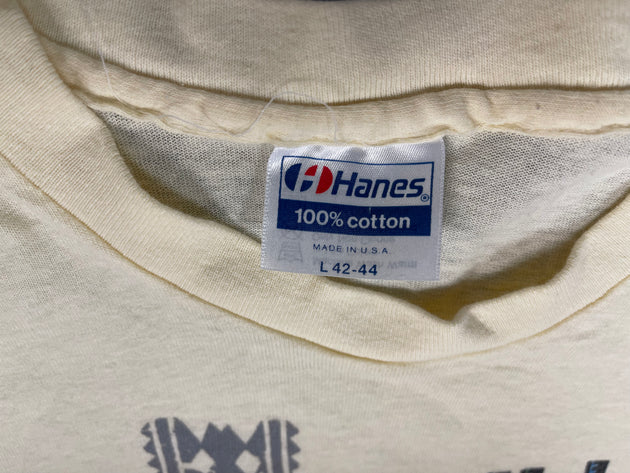 Hanes®
100% cotton
MADE IN U.S.A.
L 42-44